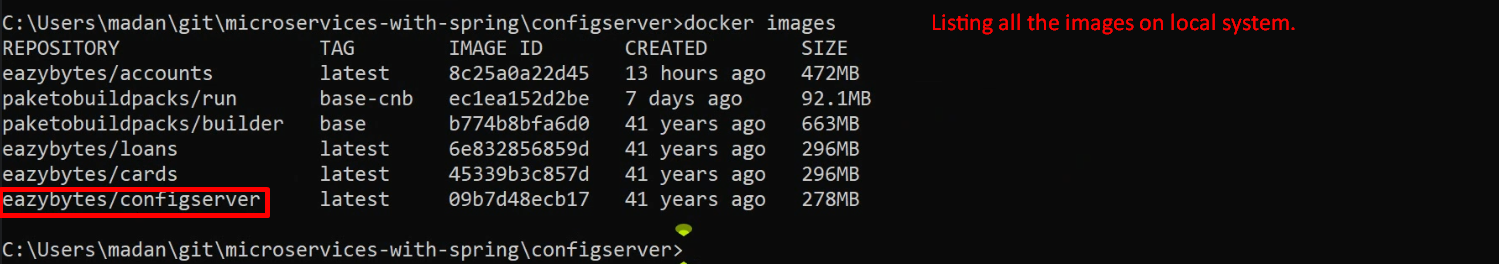 C:\Users\madan\git\microservices-with-spring\configserver>docker images Listing all the images on local system.
REPOSITORY TAG IMAGE ID CREATED SIZE
eazybytes/accounts latest 8c25a0a22d45 13 hours ago 472MB
paketobuildpacks/run base-cnb ec1ea152d2be 7 days ago 92.1MB
paketobuildpacks/builder base b774b8bfa6d0 41 years ago 663MB
eazybytes/loans latest 6e832856859d 41 years ago 296MB
eazybytes/cards latest 45339b3c857d 41 years ago 296MB
eazybytes/configserver latest 09b7d48ecb17 41 years ago 278MB
C:\Users\madan\git\microservices-with-spring\configserver>